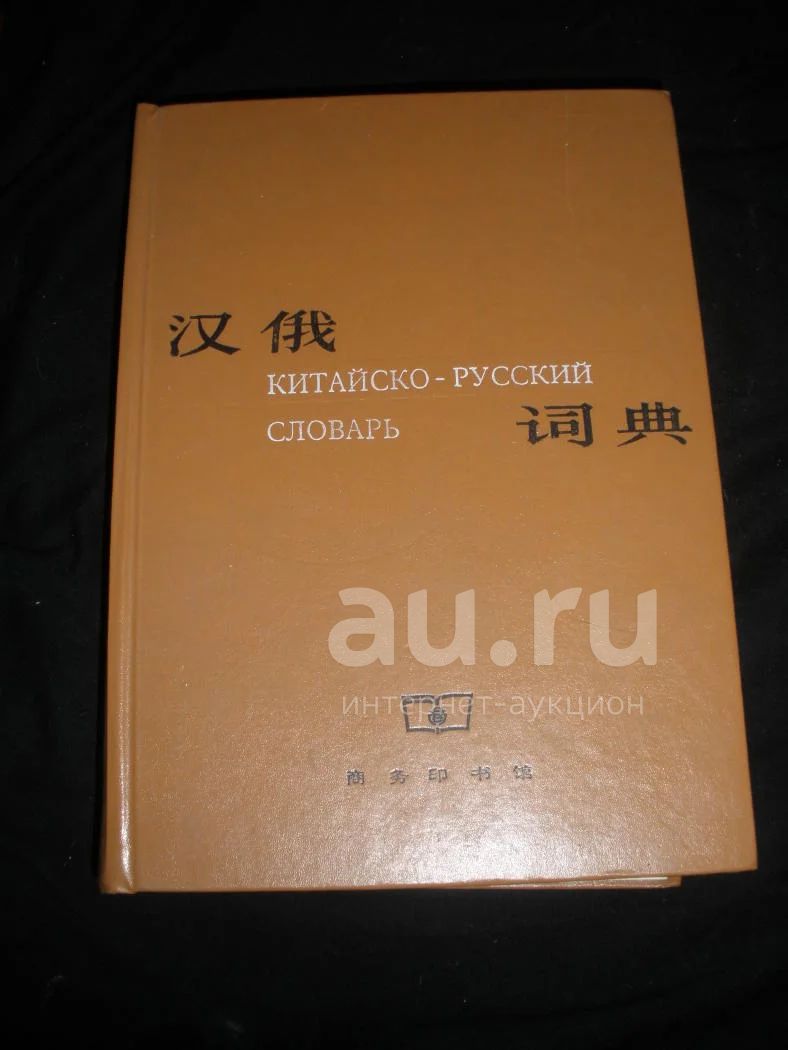 汉俄
КИТАЙСКО-РУССКИЙ
СЛОВАРЬ
词典
au.ru
интернет-аукцион
商务印书馆